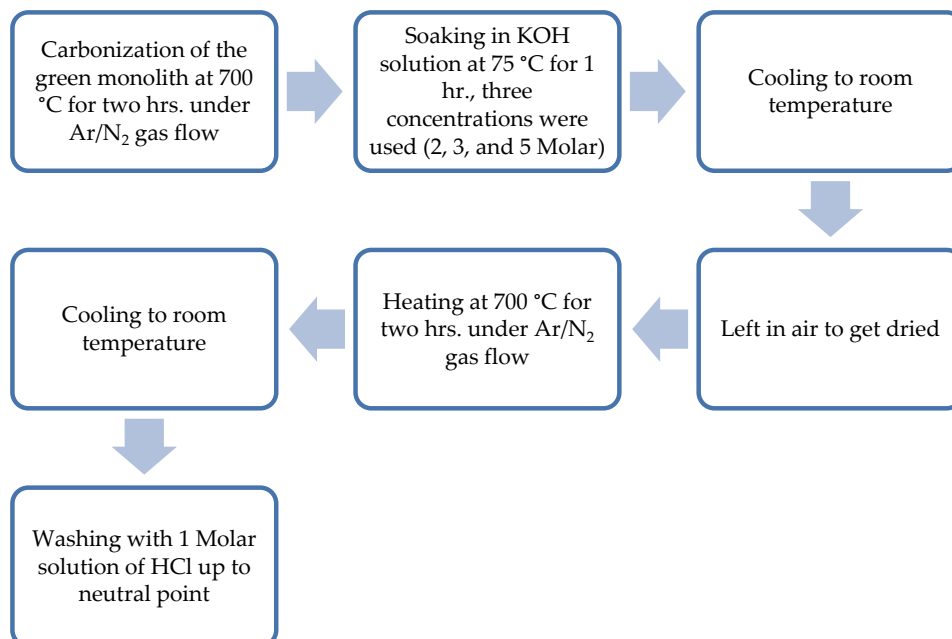 Carbonization of the
green monolith at 700
°C for two hrs. under
Ar/N₂ gas flow
Soaking in KOH
solution at 75 °C for 1
hr., three
concentrations were
used (2, 3, and 5 Molar)
Cooling to room
temperature
Left in air to get dried
Heating at 700 °C for
two hrs. under Ar/N₂
gas flow
Cooling to room
temperature
Washing with 1 Molar
solution of HCl up to
neutral point